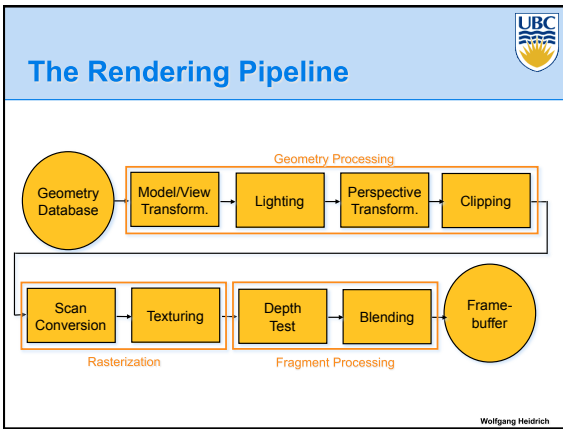 UBC
The Rendering Pipeline
Geometry Processing
Geometry
Database
Model/View
Transform.
Lighting
Perspective
Transform.
Clipping
Scan
Conversion
Texturing
Depth
Test
Blending
Frame-
buffer
Rasterization
Fragment Processing
Wolfgang Heidrich